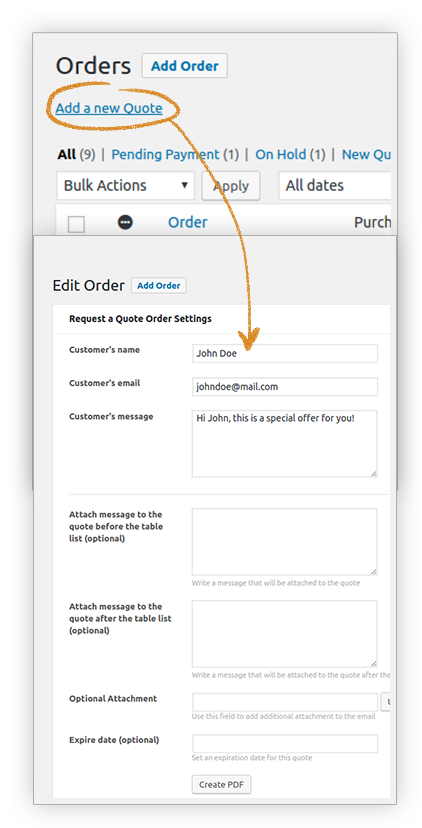 Orders Add Order
Add a new Quote
All (9) | Pending Payment (1) | On Hold (1) | New Qu
Bulk Actions Apply All dates
Order Purch
Edit Order Add Order
Request a Quote Order Settings
Customer's name John Doe
Customer's email johndoe@mail.com
Customer's message Hi John, this is a special offer for you!
Attach message to the
quote before the table
list (optional)
Write a message that will be attached to the quote
Attach message to the
quote after the table list
(optional)
Write a message that will be attached to the quote after the
Optional Attachment U
Use this field to add additional attachment to the email
Expire date (optional)
Set an expiration date for this quote
Create PDF